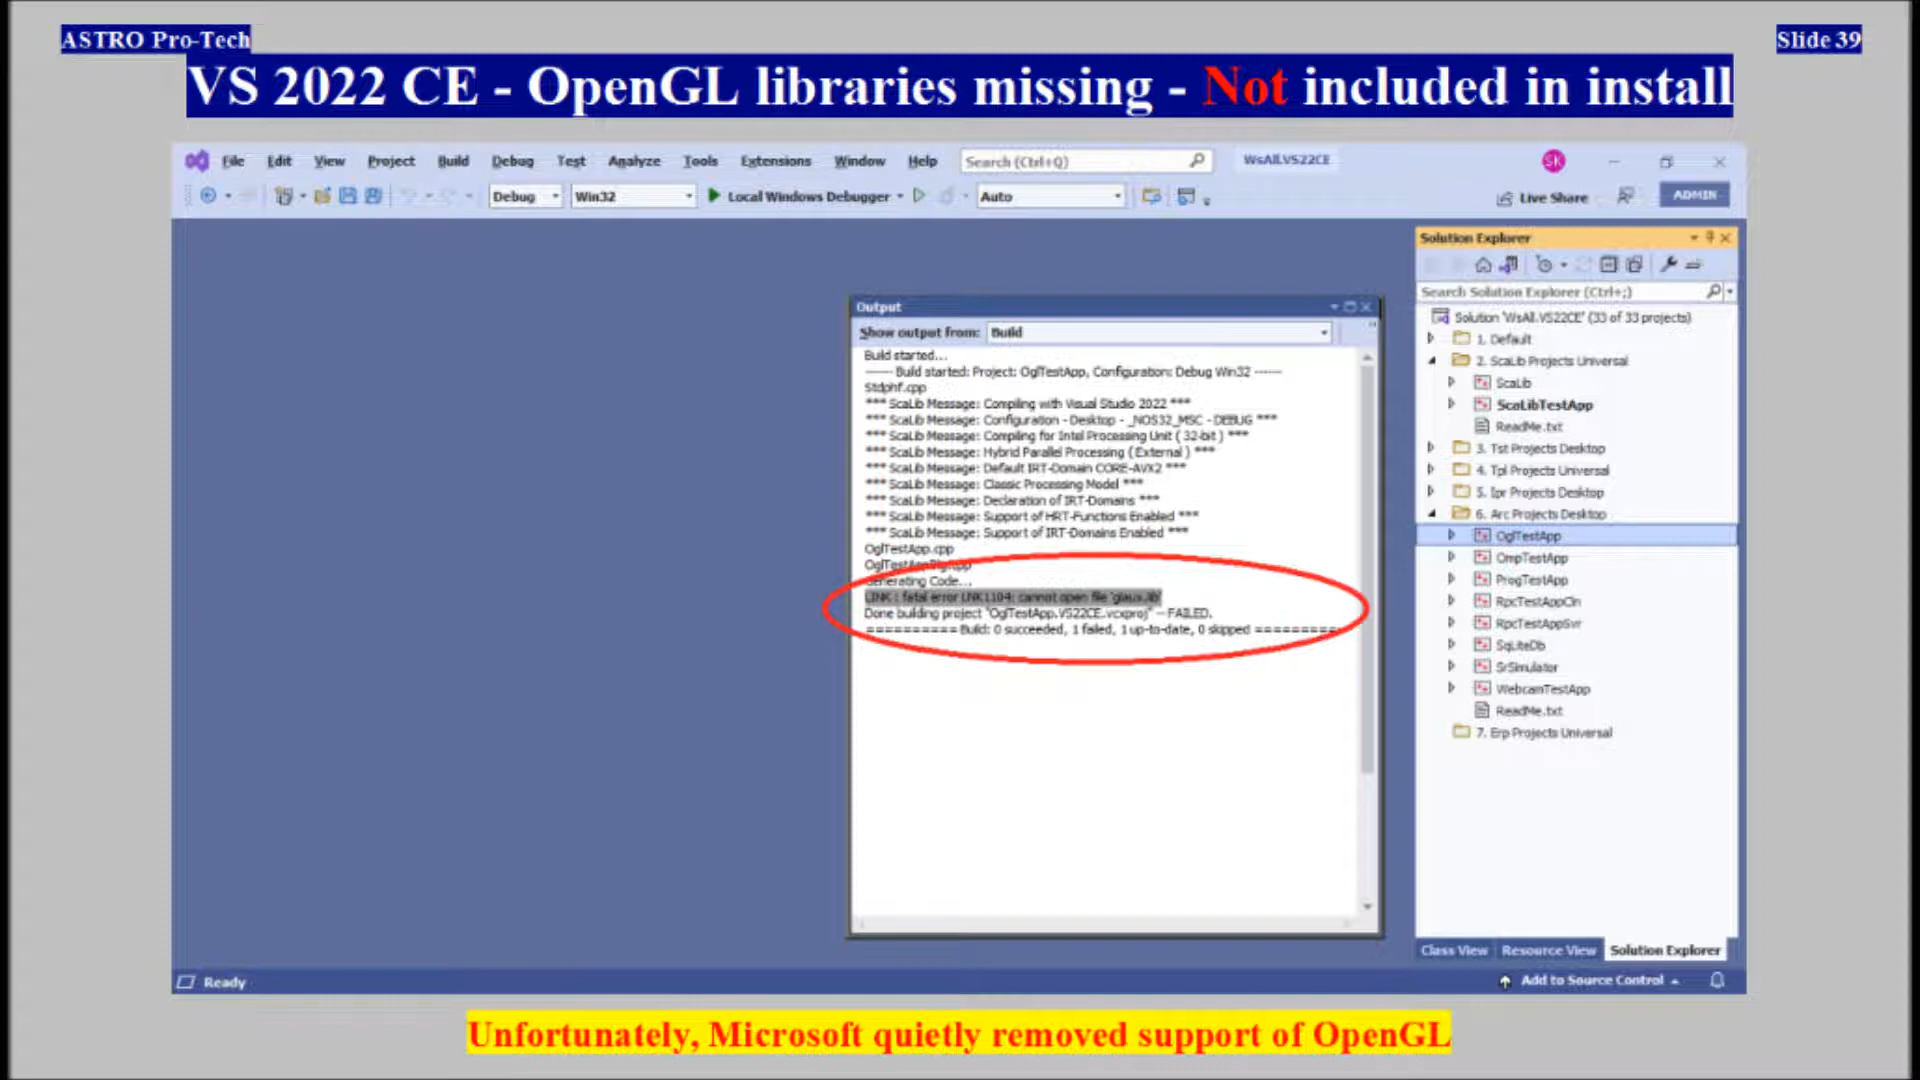 ASTRO Pro-Tech
Slide 39
VS 2022 CE - OpenGL libraries missing - Not included in install
File Edit View Project Build Debug Test Analyze Tools Extensions Window Help Search (Ctrl+Q) WsAll.VS22CE SK
Debug Win32 Local Windows Debugger Auto Live Share ADMIN
Solution Explorer
Search Solution Explorer (Ctrl+;)
Solution 'WsAll.VS22CE' (33 of 33 projects)
1. Default
2. ScaLib Projects Universal
ScaLib
ScaLibTestApp
ReadMe.txt
3. Tst Projects Desktop
4. Tpl Projects Universal
5. Ipr Projects Desktop
6. Arc Projects Desktop
OglTestApp
OmpTestApp
ProgTestApp
RpcTestAppCln
RpcTestAppSvr
SqLiteDb
SrSimulator
WebcamTestApp
ReadMe.txt
7. Erp Projects Universal
Class View Resource View Solution Explorer
Output
Show output from: Build
Build started...
------ Build started: Project: OglTestApp, Configuration: Debug Win32 ------
Stdphf.cpp
*** ScaLib Message: Compiling with Visual Studio 2022 ***
*** ScaLib Message: Configuration - Desktop - _NOS32_MSC - DEBUG ***
*** ScaLib Message: Compiling for Intel Processing Unit ( 32-bit ) ***
*** ScaLib Message: Hybrid Parallel Processing ( External ) ***
*** ScaLib Message: Default IRT-Domain CORE-AVX2 ***
*** ScaLib Message: Classic Processing Model ***
*** ScaLib Message: Declaration of IRT-Domains ***
*** ScaLib Message: Support of HRT-Functions Enabled ***
*** ScaLib Message: Support of IRT-Domains Enabled ***
OglTestApp.cpp
Generating Code...
LINK : fatal error LNK1104: cannot open file 'glaux.lib'
Done building project "OglTestApp.VS22CE.vcxproj" -- FAILED.
========== Build: 0 succeeded, 1 failed, 1 up-to-date, 0 skipped ==========
Ready
Add to Source Control
Unfortunately, Microsoft quietly removed support of OpenGL